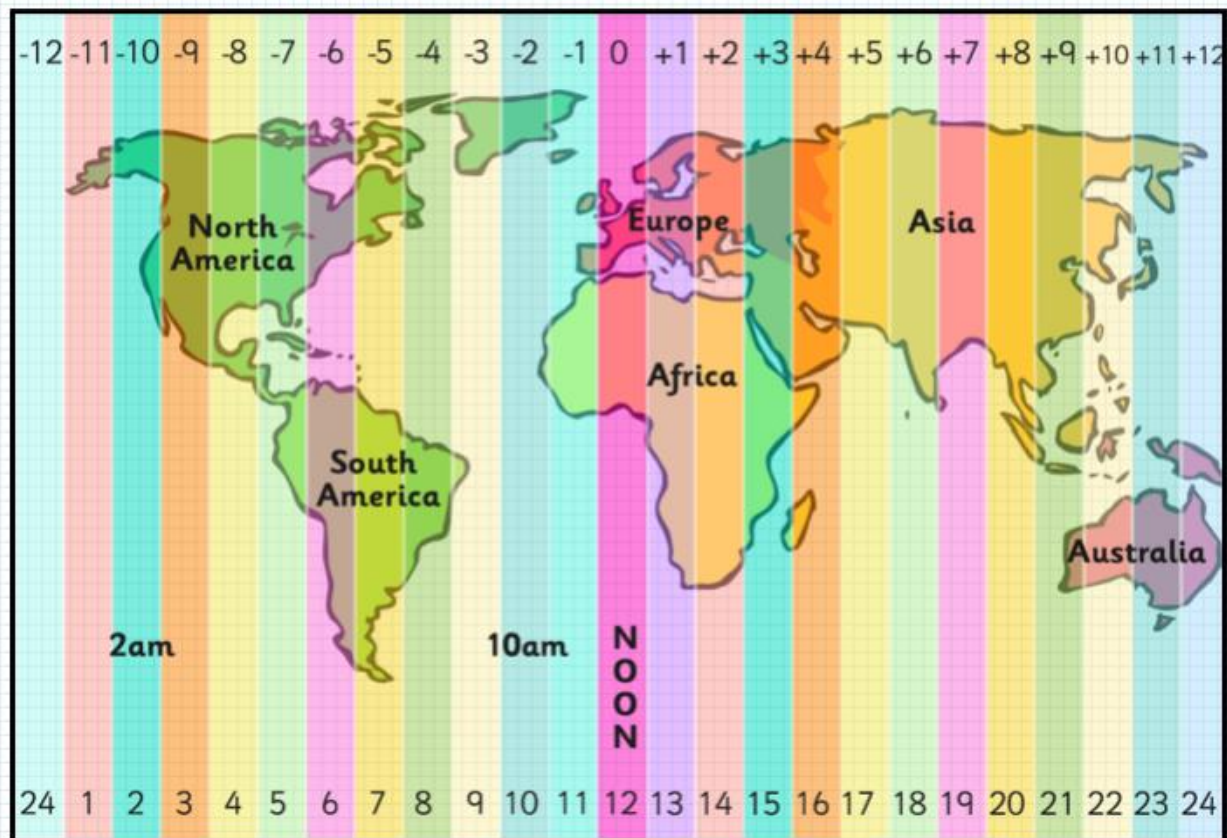 -12 -11 -10 -9 -8 -7 -6 -5 -4 -3 -2 -1 0 +1 +2 +3 +4 +5 +6 +7 +8 +9 +10 +11 +12
North
America
Europe
Asia
Africa
South
America
Australia
2am
10am
N
O
O
N
24 1 2 3 4 5 6 7 8 9 10 11 12 13 14 15 16 17 18 19 20 21 22 23 24